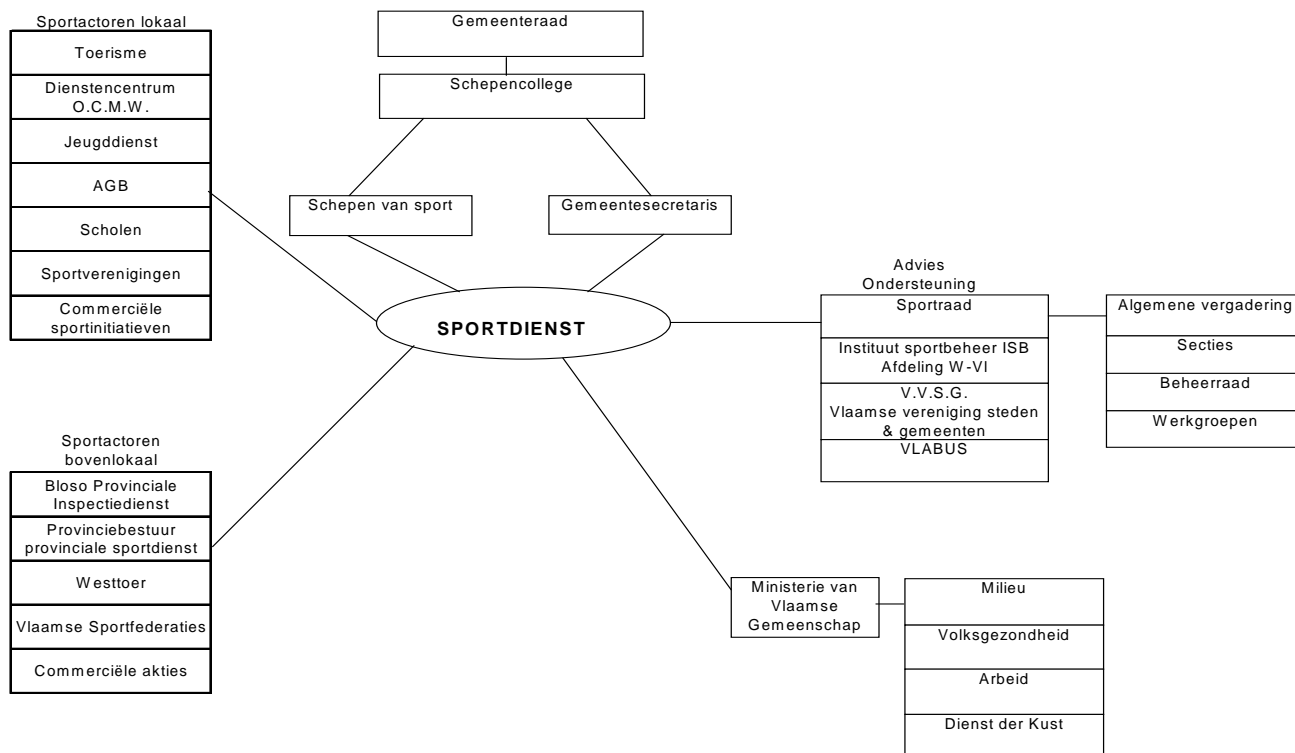 Sportactoren lokaal
Toerisme
Dienstencentrum
O.C.M.W.
Jeugddienst
AGB
Scholen
Sportverenigingen
Commerciële
sportinitiatieven
Gemeenteraad
Schepencollege
Schepen van sport
Gemeentesecretaris
SPORTDIENST
Advies
Ondersteuning
Sportraad
Instituut sportbeheer ISB
Afdeling W-Vl
V.V.S.G.
Vlaamse vereniging steden
& gemeenten
VLABUS
Algemene vergadering
Secties
Beheerraad
Werkgroepen
Sportactoren
bovenlokaal
Bloso Provinciale
Inspectiedienst
Provinciebestuur
provinciale sportdienst
Westtoer
Vlaamse Sportfederaties
Commerciële akties
Ministerie van
Vlaamse
Gemeenschap
Milieu
Volksgezondheid
Arbeid
Dienst der Kust